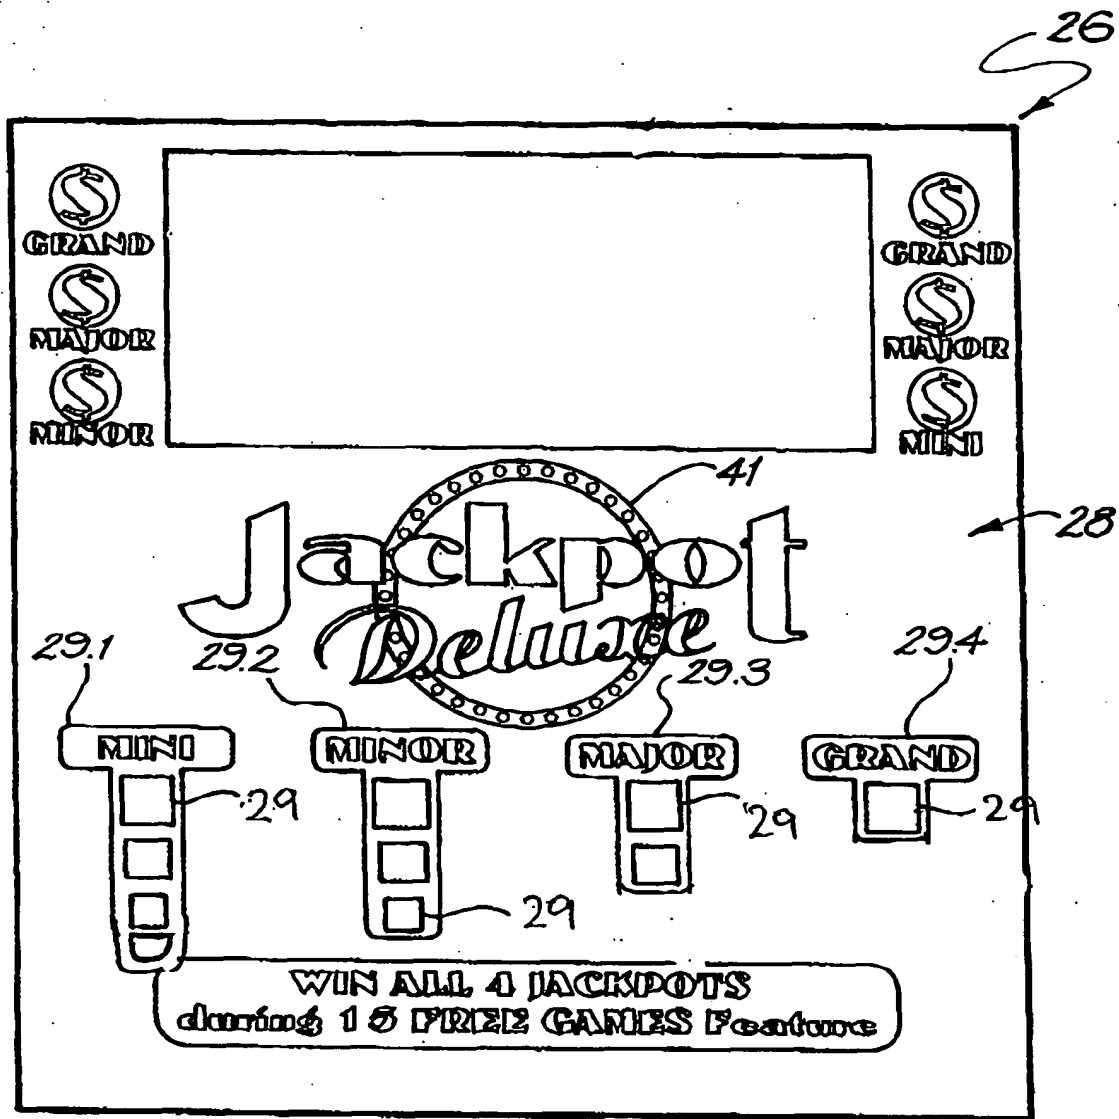 26
GRAND
MAJOR
MINOR
GRAND
MAJOR
MINI
41
Jackpot
Deluxe
28
29.1
29.2
29.3
29.4
MINI
MINOR
MAJOR
GRAND
29
29
29
29
WIN ALL 4 JACKPOTS
during 15 FREE GAMES Feature